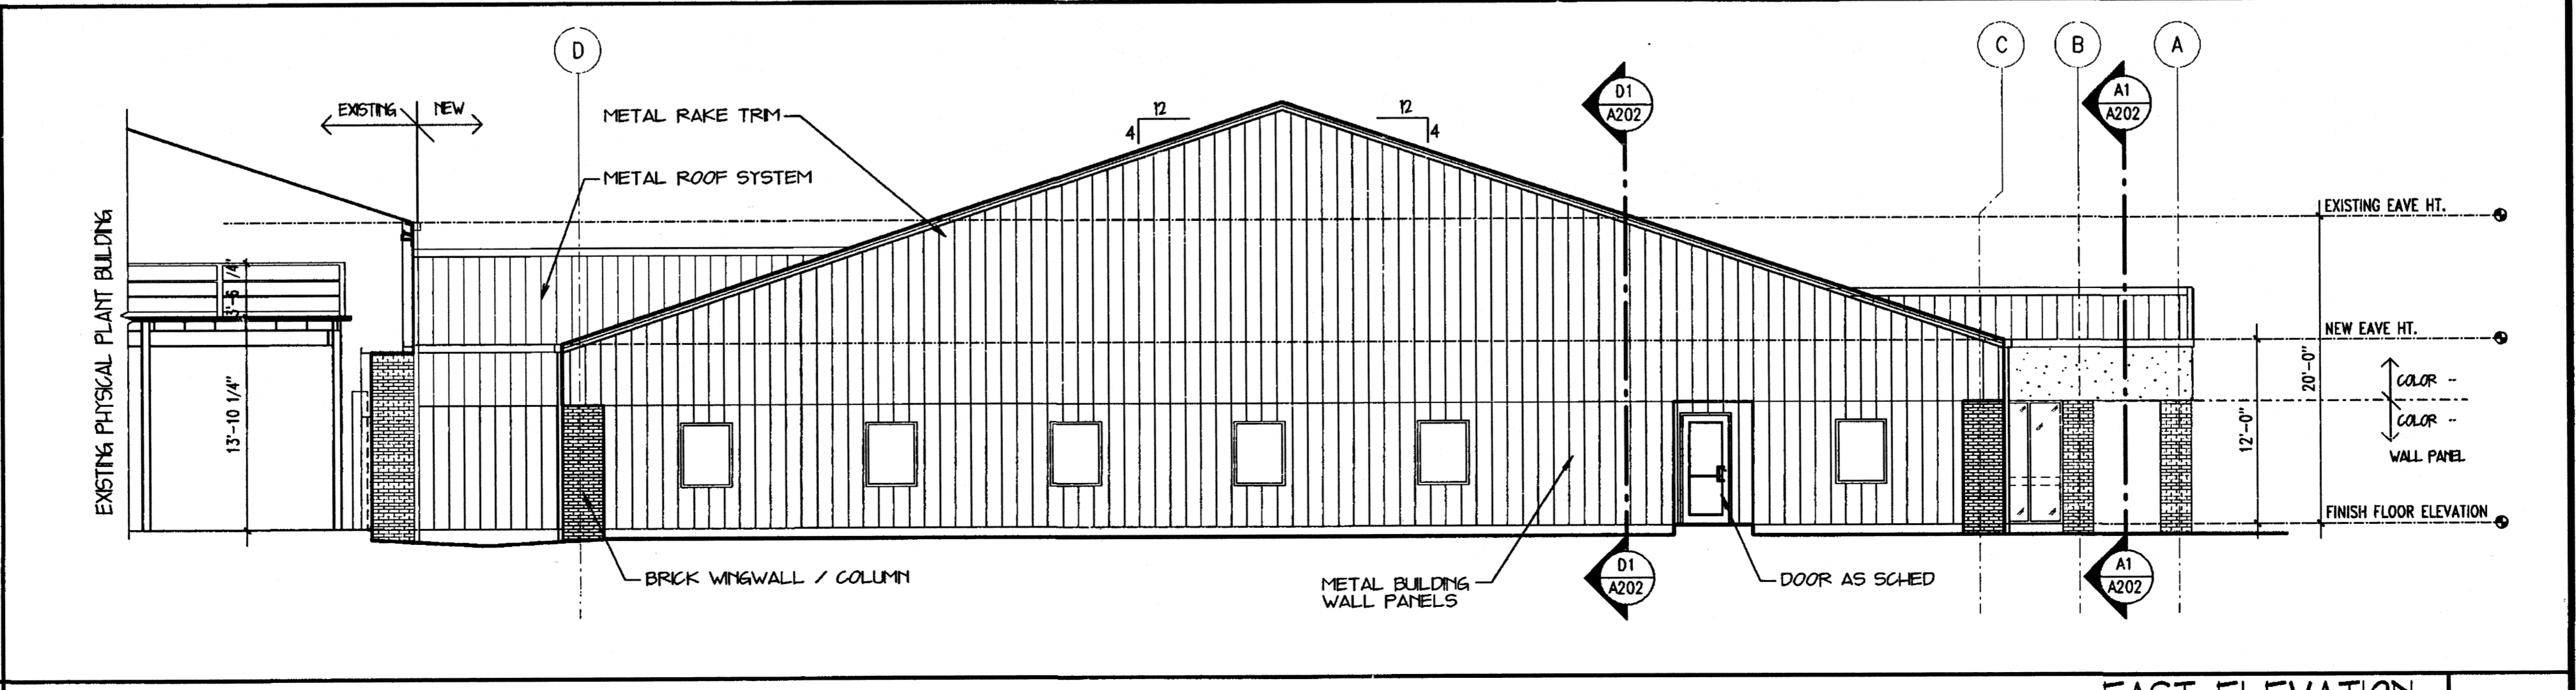 D
C
B
A
EXISTING
NEW
METAL RAKE TRIM
12
4
12
4
D1
A202
A1
A202
METAL ROOF SYSTEM
EXISTING EAVE HT.
EXISTING PHYSICAL PLANT BUILDING
3'-6 1/4"
NEW EAVE HT.
13'-10 1/4"
20'-0"
12'-0"
COLOR --
COLOR --
WALL PANEL
FINISH FLOOR ELEVATION
BRICK WINGWALL / COLUMN
METAL BUILDING
WALL PANELS
D1
A202
DOOR AS SCHED
A1
A202
EAST ELEVATION